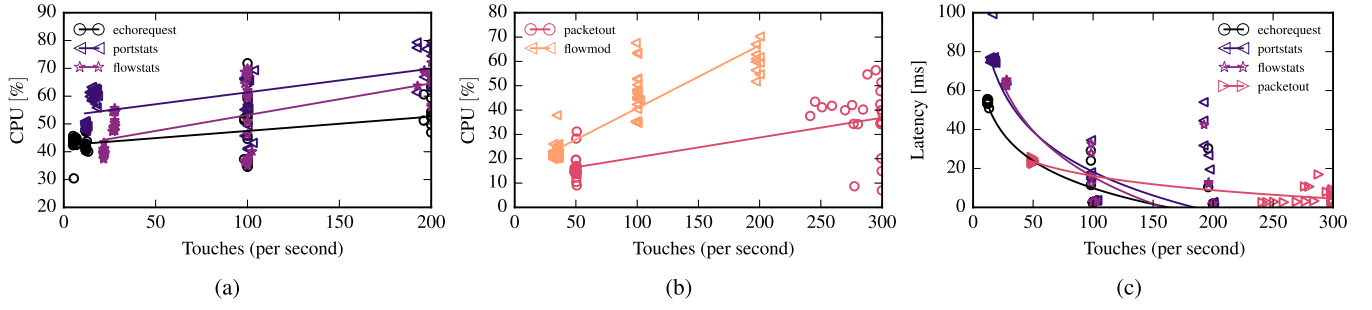 90
80
70
60
50
40
30
20
CPU [%]
echorequest
portstats
flowstats
0 50 100 150 200
Touches (per second)
(a)
80
70
60
50
40
30
20
10
0
CPU [%]
packetout
flowmod
0 50 100 150 200 250 300
Touches (per second)
(b)
100
80
60
40
20
0
Latency [ms]
echorequest
portstats
flowstats
packetout
0 50 100 150 200 250 300
Touches (per second)
(c)